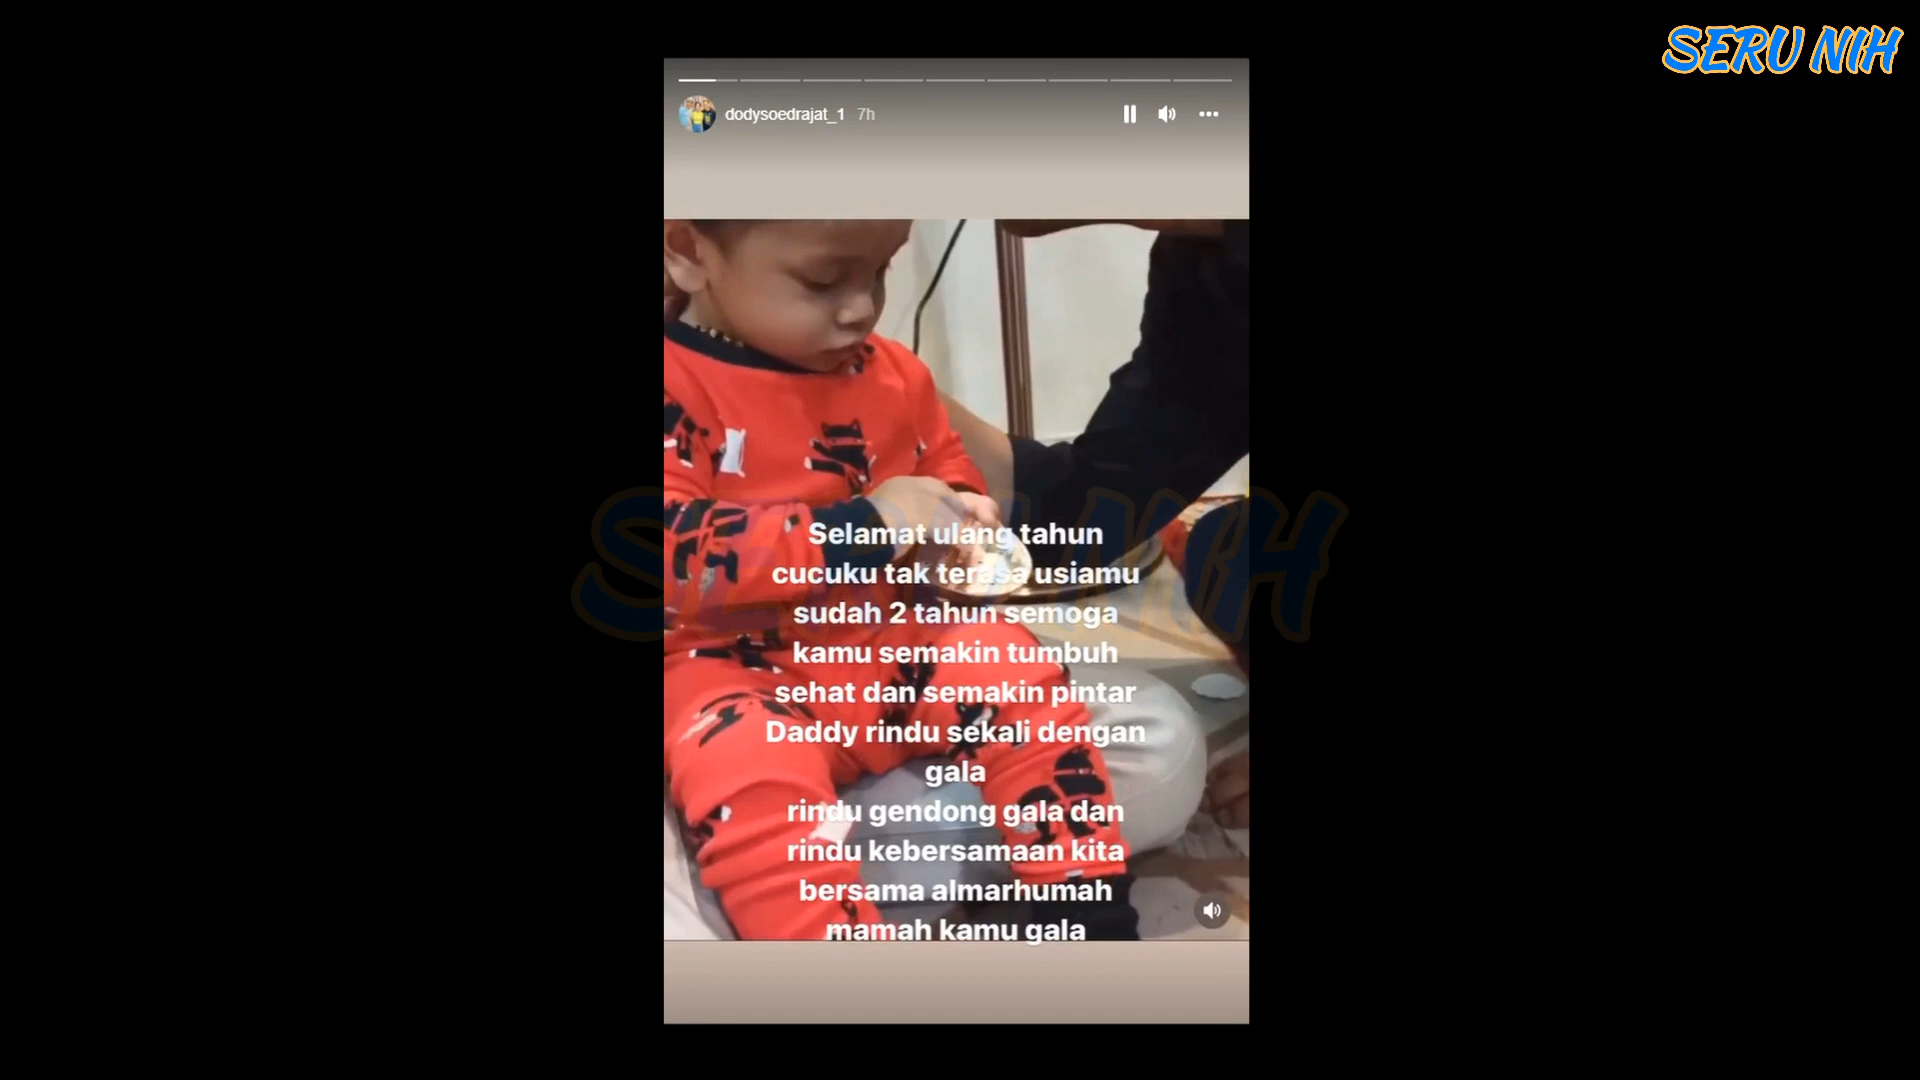 SERU NIH
dodysoedrajat_1 7h
Selamat ulang tahun
cucuku tak terasa usiamu
sudah 2 tahun semoga
kamu semakin tumbuh
sehat dan semakin pintar
Daddy rindu sekali dengan
gala
rindu gendong gala dan
rindu kebersamaan kita
bersama almarhumah
mamah kamu gala
SERU NIH